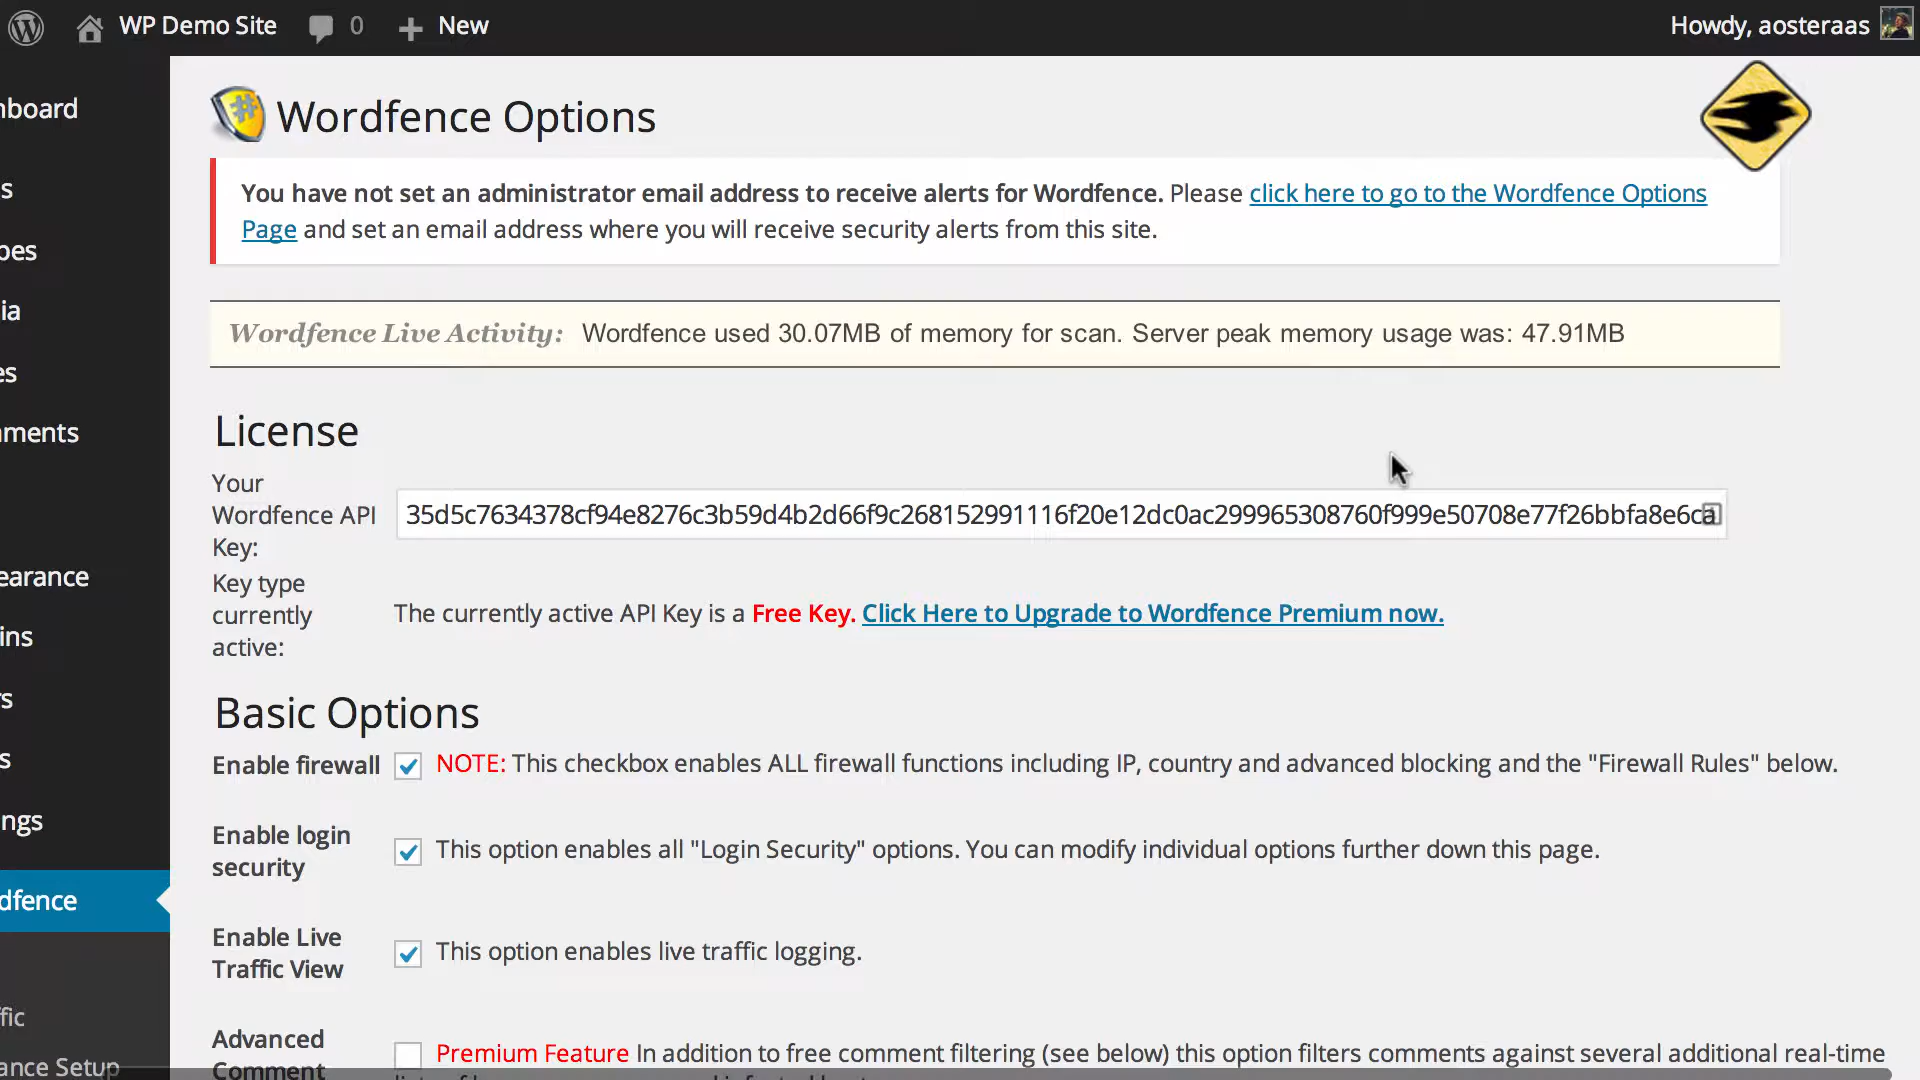 WP Demo Site 0 New Howdy, aosteraas
Wordfence Options
You have not set an administrator email address to receive alerts for Wordfence. Please click here to go to the Wordfence Options
Page and set an email address where you will receive security alerts from this site.
Wordfence Live Activity: Wordfence used 30.07MB of memory for scan. Server peak memory usage was: 47.91MB
License
Your
Wordfence API
Key:
35d5c7634378cf94e8276c3b59d4b2d66f9c268152991116f20e12dc0ac299965308760f999e50708e77f26bbfa8e6ca
Key type
currently
active:
The currently active API Key is a Free Key. Click Here to Upgrade to Wordfence Premium now.
Basic Options
Enable firewall NOTE: This checkbox enables ALL firewall functions including IP, country and advanced blocking and the "Firewall Rules" below.
Enable login
security
This option enables all "Login Security" options. You can modify individual options further down this page.
Enable Live
Traffic View
This option enables live traffic logging.
Advanced
Comment
Premium Feature In addition to free comment filtering (see below) this option filters comments against several additional real-time
hboard
s
pes
ia
es
ments
earance
ins
rs
s
ngs
dfence
ffic
ance Setup